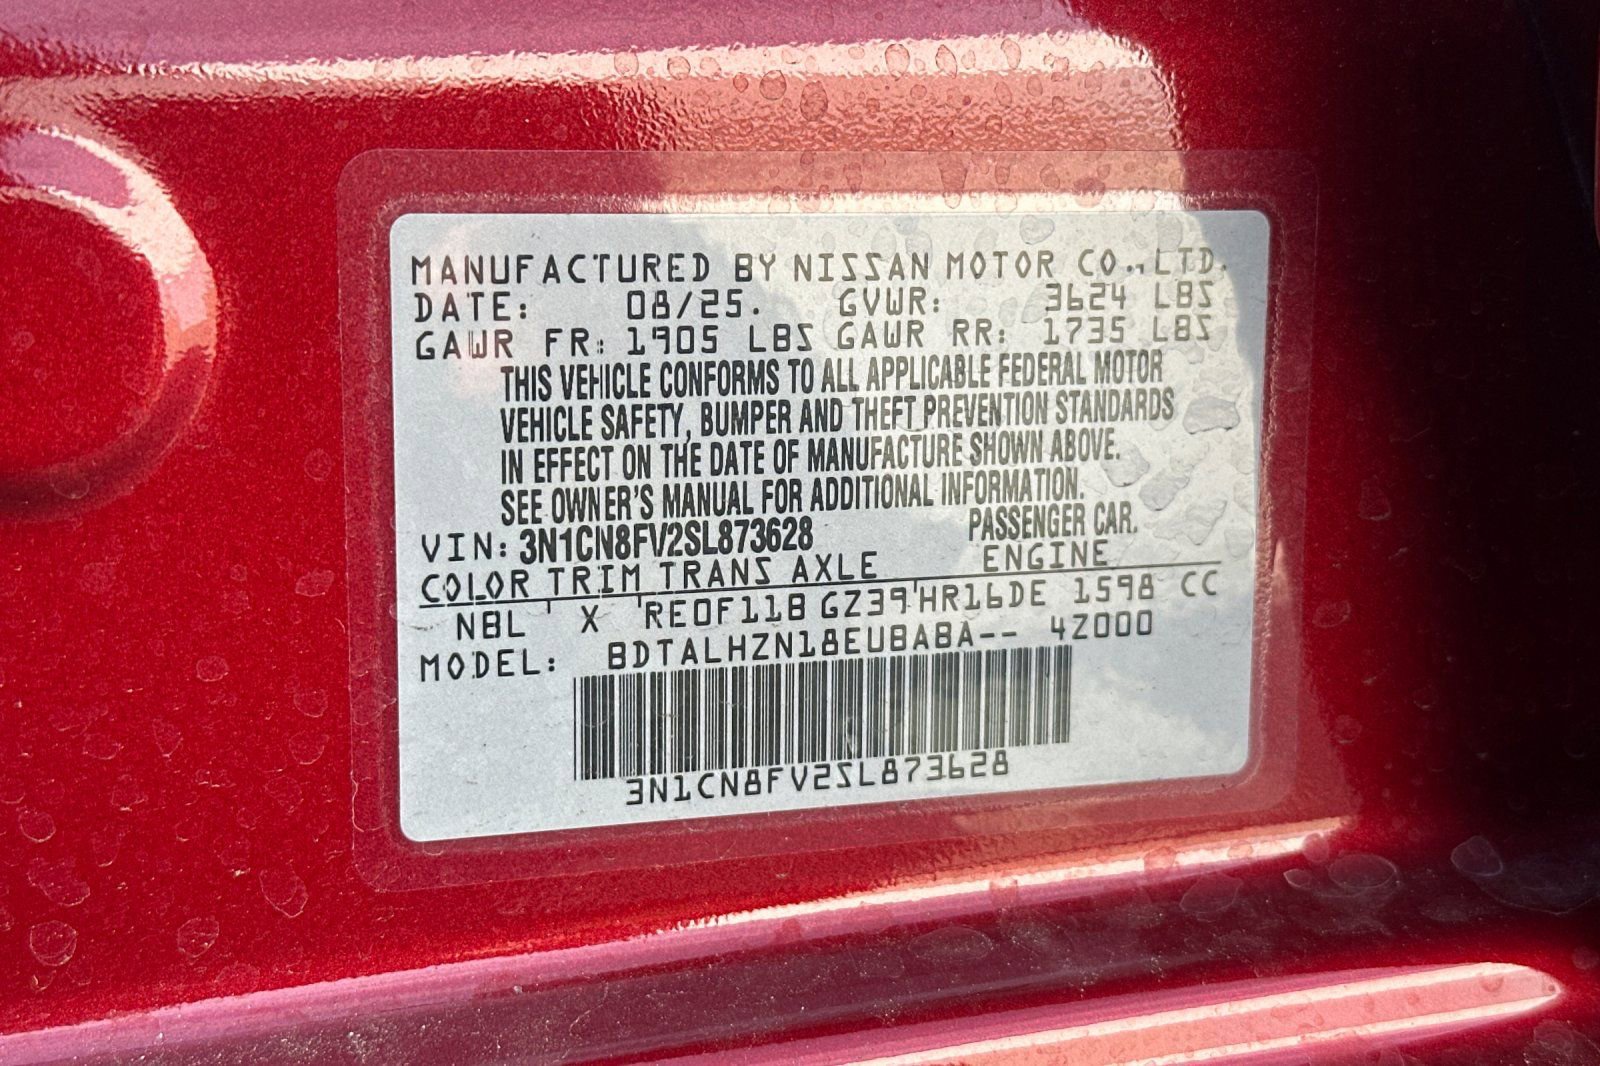 MANUFACTURED BY NISSAN MOTOR CO., LTD.
DATE: 08/25. GVWR: 3624 LBS
GAWR FR: 1905 LBS GAWR RR: 1735 LBS
THIS VEHICLE CONFORMS TO ALL APPLICABLE FEDERAL MOTOR
VEHICLE SAFETY, BUMPER AND THEFT PREVENTION STANDARDS
IN EFFECT ON THE DATE OF MANUFACTURE SHOWN ABOVE.
SEE OWNER'S MANUAL FOR ADDITIONAL INFORMATION.
VIN: 3N1CN8FV2SL873628 PASSENGER CAR.
COLOR TRIM TRANS AXLE ENGINE
NBL X RE0F11B GZ39 HR16DE 1598 CC
MODEL: BDTALHZN18EUBABA-- 4Z000
3N1CN8FV2SL873628